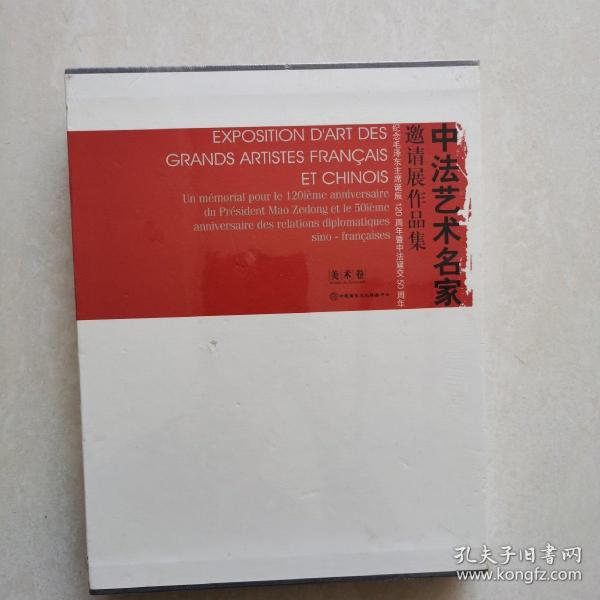 EXPOSITION D'ART DES
GRANDS ARTISTES FRANÇAIS
ET CHINOIS
Un mémorial pour le 120ième anniversaire
du Président Mao Zedong et le 50ième
anniversaire des relations diplomatiques
sino - françaises
中法艺术名家
邀请展作品集
纪念毛泽东主席诞辰120周年暨中法建交50周年
美术卷
孔夫子旧书网
www.kongfz.com